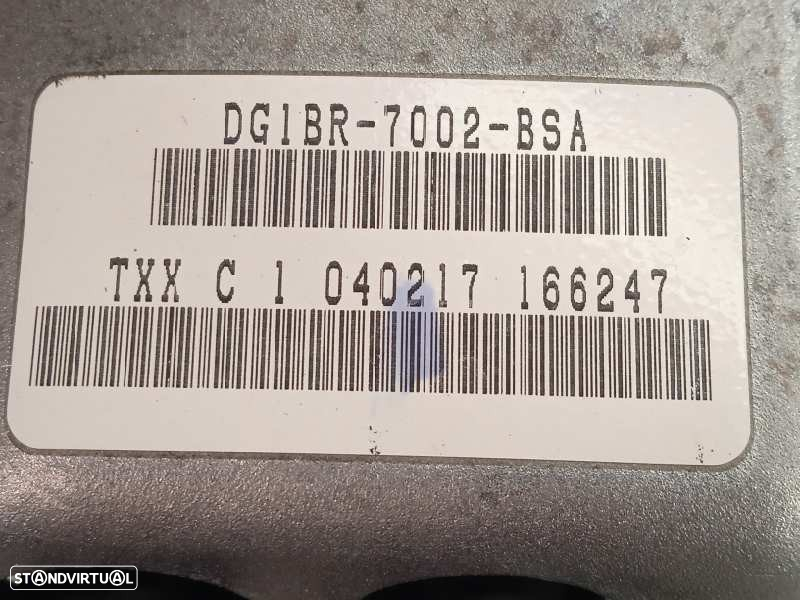 DG1BR-7002-BSA
TXX C 1 040217 166247
STANDVIRTUAL